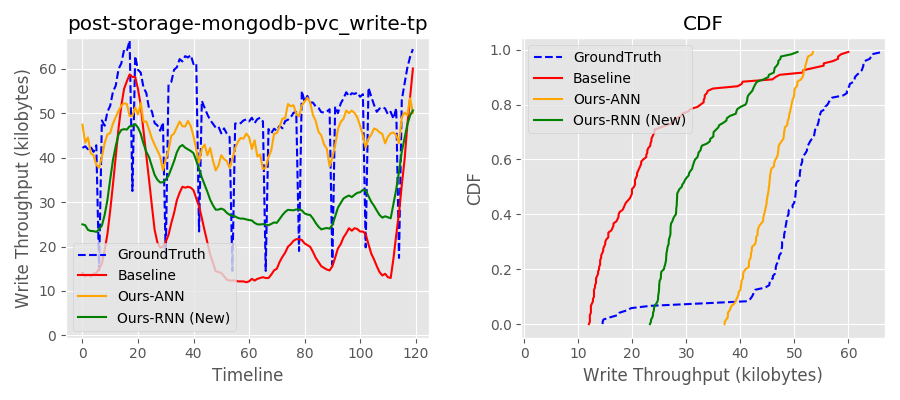 post-storage-mongodb-pvc_write-tp
Write Throughput (kilobytes)
60
50
40
30
20
10
0
GroundTruth
Baseline
Ours-ANN
Ours-RNN (New)
0 20 40 60 80 100 120
Timeline
CDF
CDF
1.0
0.8
0.6
0.4
0.2
0.0
GroundTruth
Baseline
Ours-ANN
Ours-RNN (New)
0 10 20 30 40 50 60
Write Throughput (kilobytes)